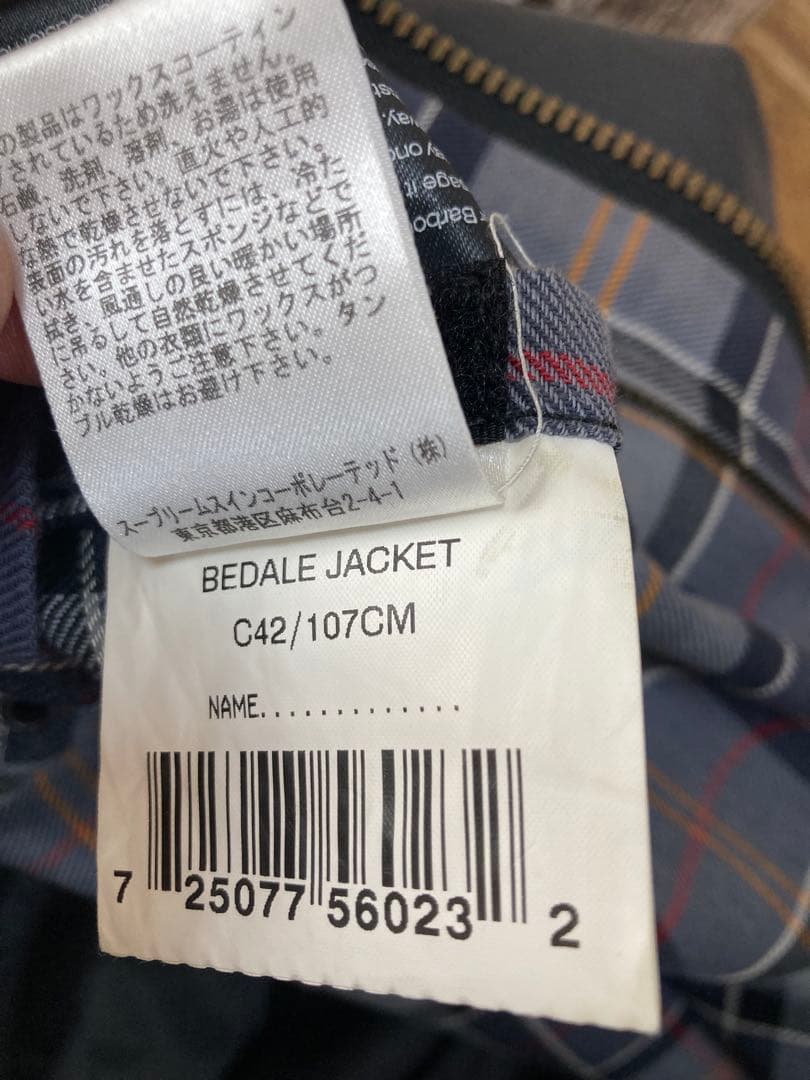 の製品はワックスコーティン
グされているため洗えません。
石鹸、洗剤、溶剤、お湯は使用
しないで下さい。直火や人工的
な熱で乾燥させないで下さい。
表面の汚れを落とすには、冷た
い水を含ませたスポンジなどで
拭き、風通しの良い暖かい場所
に吊るして自然乾燥させてくだ
さい。他の衣類にワックスがつ
かないようご注意下さい。タン
ブル乾燥はお避け下さい。
スープリームスインコーポレーテッド(株)
東京都港区麻布台2-4-1
Barbo
BEDALE JACKET
C42/107CM
NAME.............
7 25077 56023 2